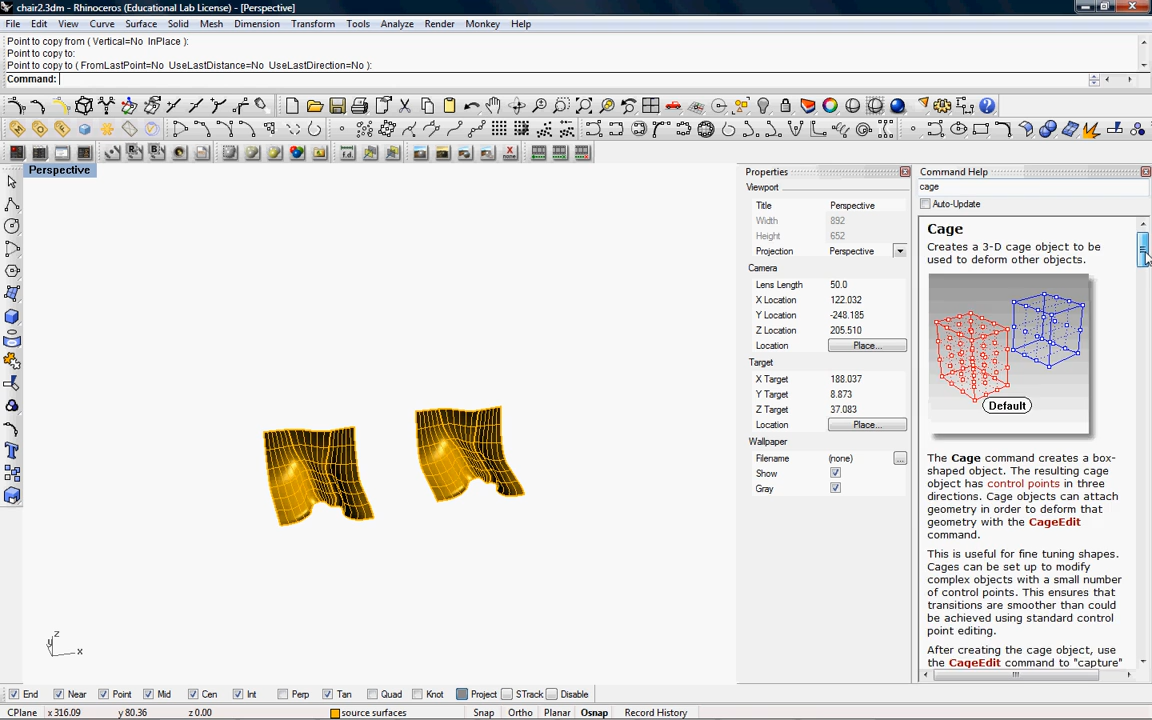 chair2.3dm - Rhinoceros (Educational Lab License) - [Perspective]
File Edit View Curve Surface Solid Mesh Dimension Transform Tools Analyze Render Monkey Help
Point to copy from ( Vertical=No InPlace ):
Point to copy to:
Point to copy to ( FromLastPoint=No UseLastDistance=No UseLastDirection=No ):
Command:
Perspective
Properties
Viewport
Title Perspective
Width 892
Height 652
Projection Perspective
Camera
Lens Length 50.0
X Location 122.032
Y Location -248.185
Z Location 205.510
Location Place...
Target
X Target 188.037
Y Target 8.873
Z Target 37.083
Location Place...
Wallpaper
Filename (none) ...
Show
Gray
Command Help
cage
Auto-Update
Cage
Creates a 3-D cage object to be
used to deform other objects.
Default
The Cage command creates a box-
shaped object. The resulting cage
object has control points in three
directions. Cage objects can attach
geometry in order to deform that
geometry with the CageEdit
command.
This is useful for fine tuning shapes.
Cages can be set up to modify
complex objects with a small number
of control points. This ensures that
transitions are smoother than could
be achieved using standard control
point editing.
After creating the cage object, use
the CageEdit command to "capture"
z
y
x
End Near Point Mid Cen Int Perp Tan Quad Knot Project STrack Disable
CPlane x 316.09 y 80.36 z 0.00 source surfaces Snap Ortho Planar Osnap Record History